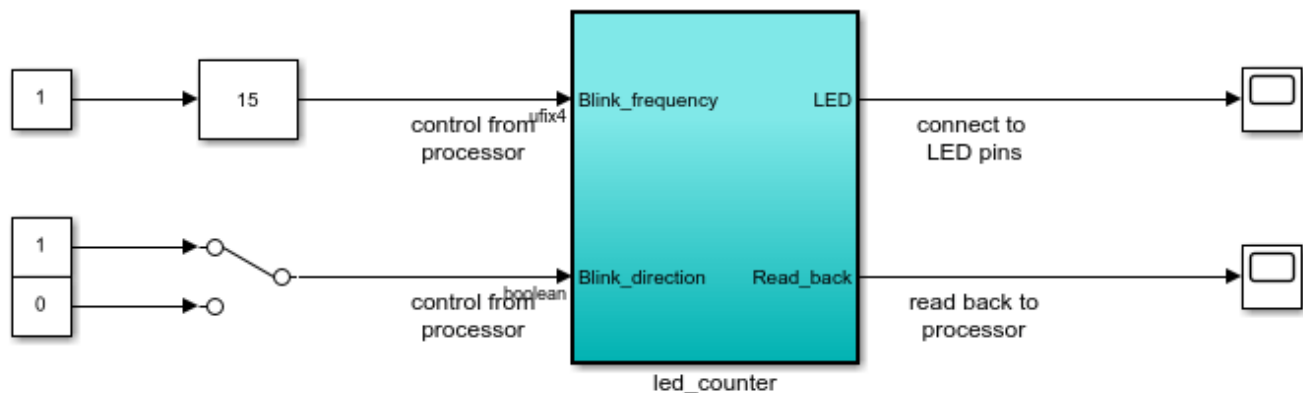 1
15
Blink_frequency
LED
ufix4
control from
processor
connect to
LED pins
1
0
Blink_direction
Read_back
boolean
control from
processor
read back to
processor
led_counter